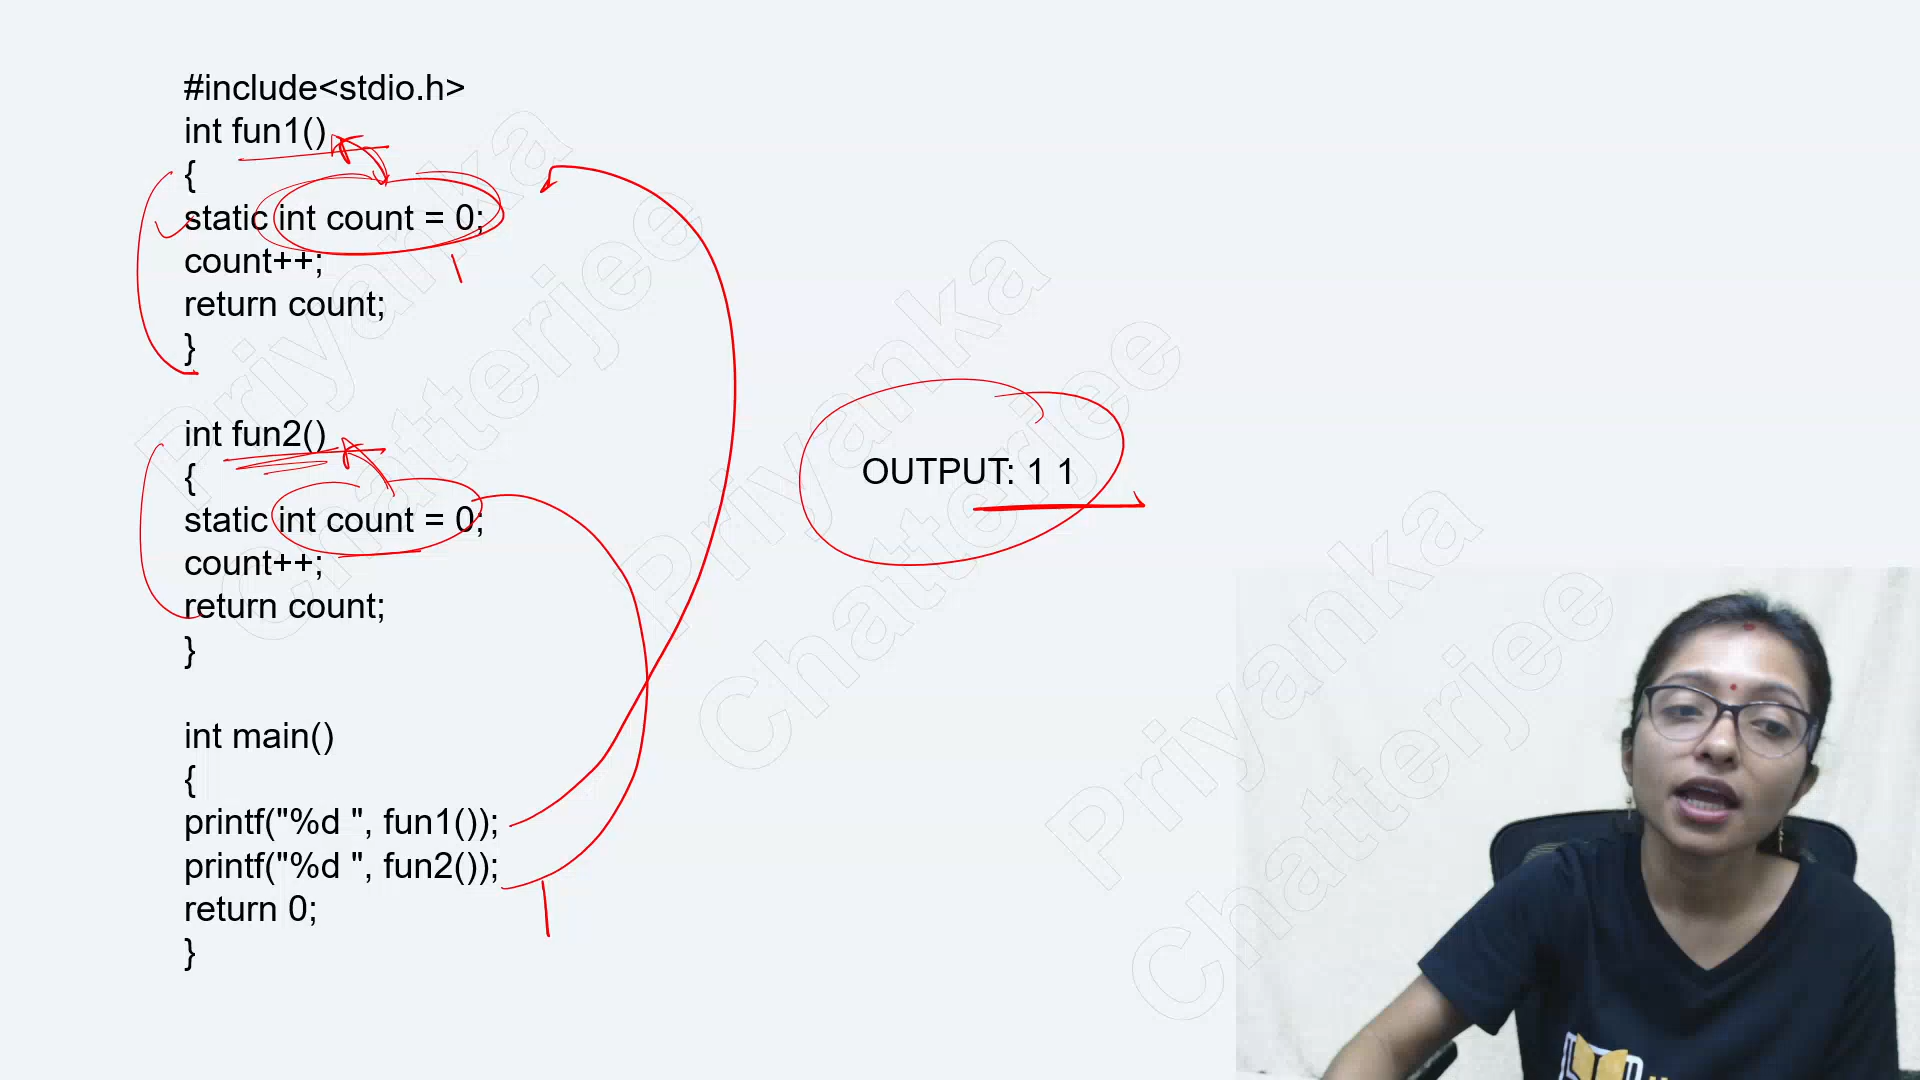 #include<stdio.h>
int fun1()
{
static int count = 0;
count++;
return count;
}
int fun2()
{
static int count = 0;
count++;
return count;
}
int main()
{
printf("%d ", fun1());
printf("%d ", fun2());
return 0;
}
OUTPUT: 1 1
Priyanka
Chatterjee
Priyanka
Chatterjee
Priyanka
Chatterjee